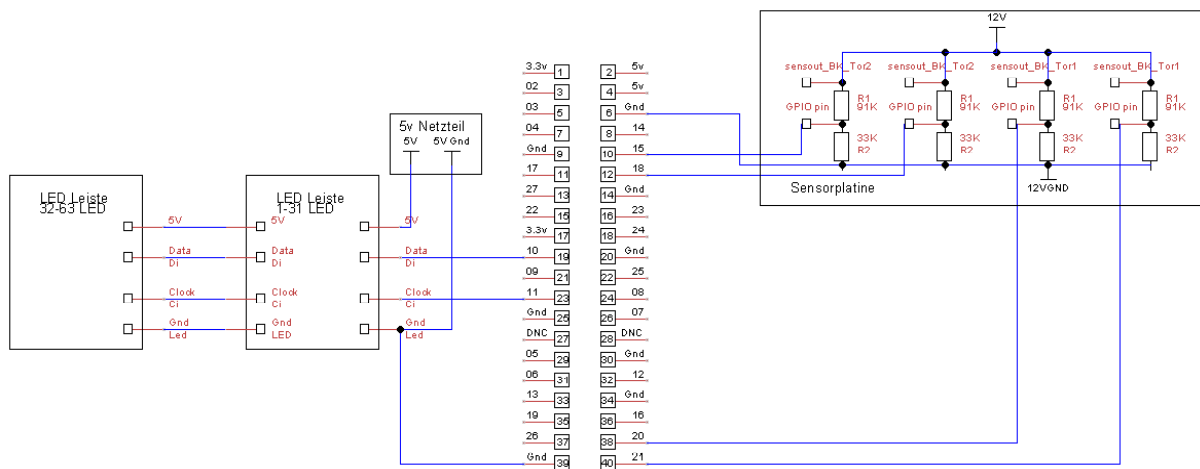 12V
sensout_BK_Tor2
sensout_BK_Tor2
sensout_BK_Tor1
sensout_BK_Tor1
R1
91K
R1
91K
R1
91K
R1
91K
GPIO pin
GPIO pin
GPIO pin
GPIO pin
33K
R2
33K
R2
33K
R2
33K
R2
Sensorplatine
12VGND
5v Netzteil
5V
5V Gnd
LED Leiste
32-63 LED
LED Leiste
1-31 LED
5V
5V
5V
Data
Di
Data
Di
Data
Di
Clock
Ci
Clock
Ci
Clock
Ci
Gnd
Led
Gnd
LED
Gnd
Led
3.3v 1 2 5v
02 3 4 5v
03 5 6 Gnd
04 7 8 14
Gnd 9 10 15
17 11 12 18
27 13 14 Gnd
22 15 16 23
3.3v 17 18 24
10 19 20 Gnd
09 21 22 25
11 23 24 08
Gnd 25 26 07
DNC 27 28 DNC
05 29 30 Gnd
06 31 32 12
13 33 34 Gnd
19 35 36 16
26 37 38 20
Gnd 39 40 21